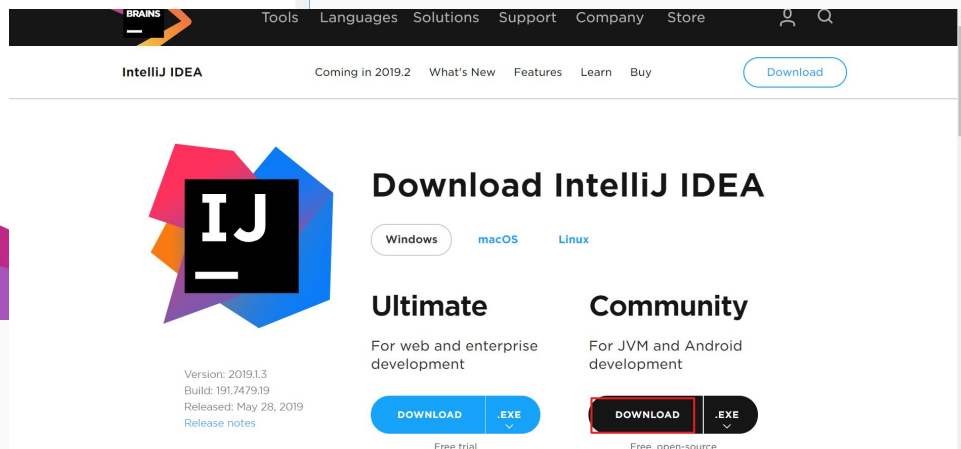 BRAINS
Tools Languages Solutions Support Company Store
IntelliJ IDEA
Coming in 2019.2 What's New Features Learn Buy
Download
IJ
Download IntelliJ IDEA
Windows macOS Linux
Ultimate
For web and enterprise
development
DOWNLOAD .EXE
Free trial
Community
For JVM and Android
development
DOWNLOAD .EXE
Free, open-source
Version: 2019.1.3
Build: 191.7479.19
Released: May 28, 2019
Release notes